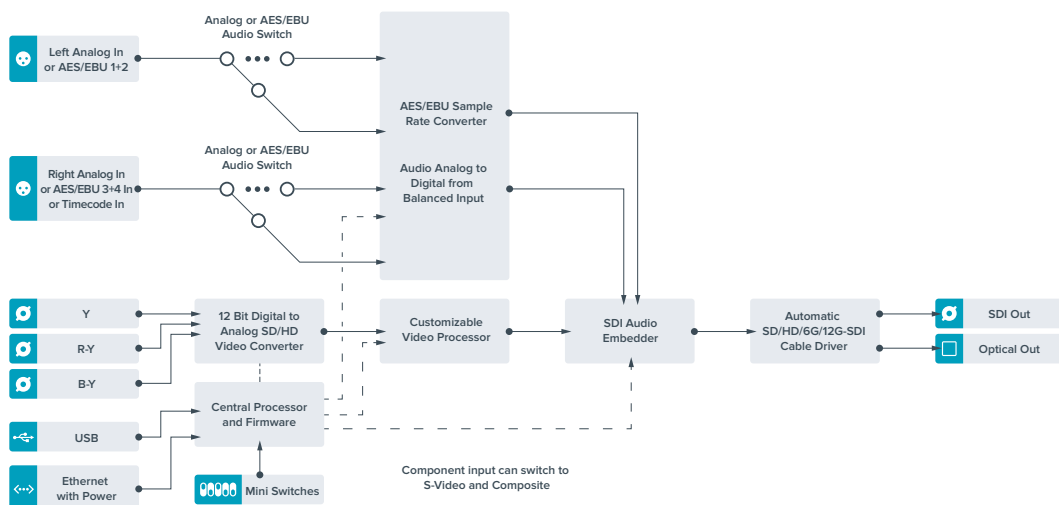 Analog or AES/EBU
Audio Switch
Left Analog In
or AES/EBU 1+2
AES/EBU Sample
Rate Converter
Analog or AES/EBU
Audio Switch
Right Analog In
or AES/EBU 3+4 In
or Timecode In
Audio Analog to
Digital from
Balanced Input
Y
R-Y
B-Y
12 Bit Digital to
Analog SD/HD
Video Converter
Customizable
Video Processor
SDI Audio
Embedder
Automatic
SD/HD/6G/12G-SDI
Cable Driver
SDI Out
Optical Out
Central Processor
and Firmware
USB
Ethernet
with Power
Mini Switches
Component input can switch to
S-Video and Composite